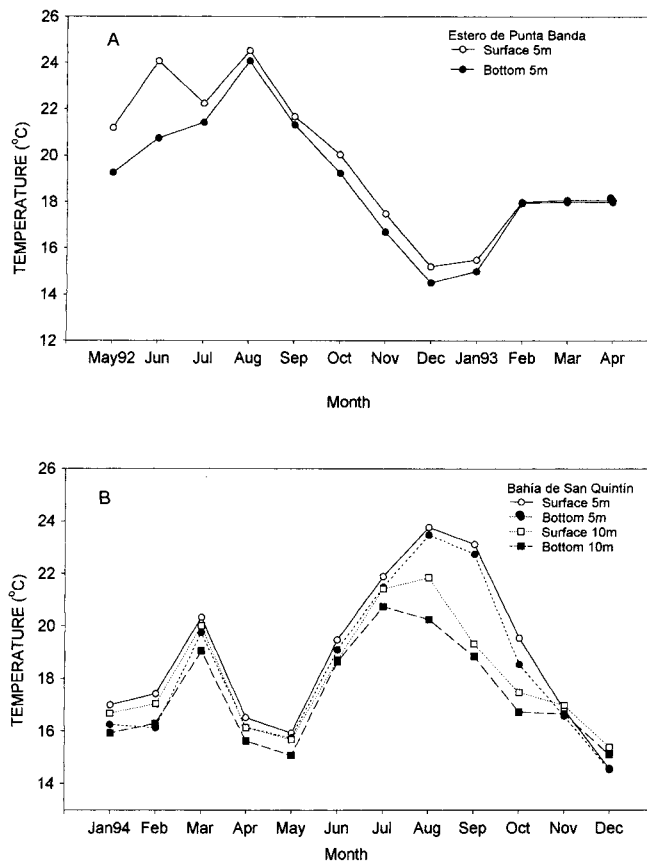 A
Estero de Punta Banda
Surface 5m
Bottom 5m
26
24
22
20
18
16
14
12
TEMPERATURE (°C)
May92 Jun Jul Aug Sep Oct Nov Dec Jan93 Feb Mar Apr
Month
B
Bahía de San Quintín
Surface 5m
Bottom 5m
Surface 10m
Bottom 10m
26
24
22
20
18
16
14
TEMPERATURE (°C)
Jan94 Feb Mar Apr May Jun Jul Aug Sep Oct Nov Dec
Month